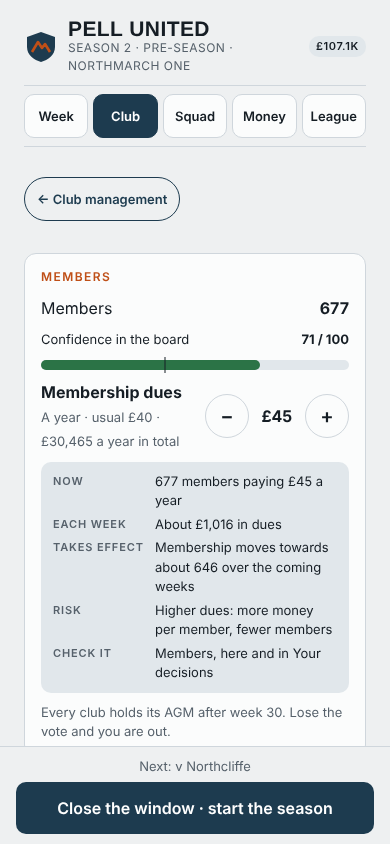 PELL UNITED
SEASON 2 · PRE-SEASON ·
NORTHMARCH ONE
£107.1K
Week
Club
Squad
Money
League
← Club management
MEMBERS
Members
677
Confidence in the board
71 / 100
Membership dues
A year · usual £40 ·
£30,465 a year in total
−
£45
+
NOW
677 members paying £45 a
year
EACH WEEK
About £1,016 in dues
TAKES EFFECT
Membership moves towards
about 646 over the coming
weeks
RISK
Higher dues: more money
per member, fewer members
CHECK IT
Members, here and in Your
decisions
Every club holds its AGM after week 30. Lose the
vote and you are out.
Next: v Northcliffe
Close the window · start the season